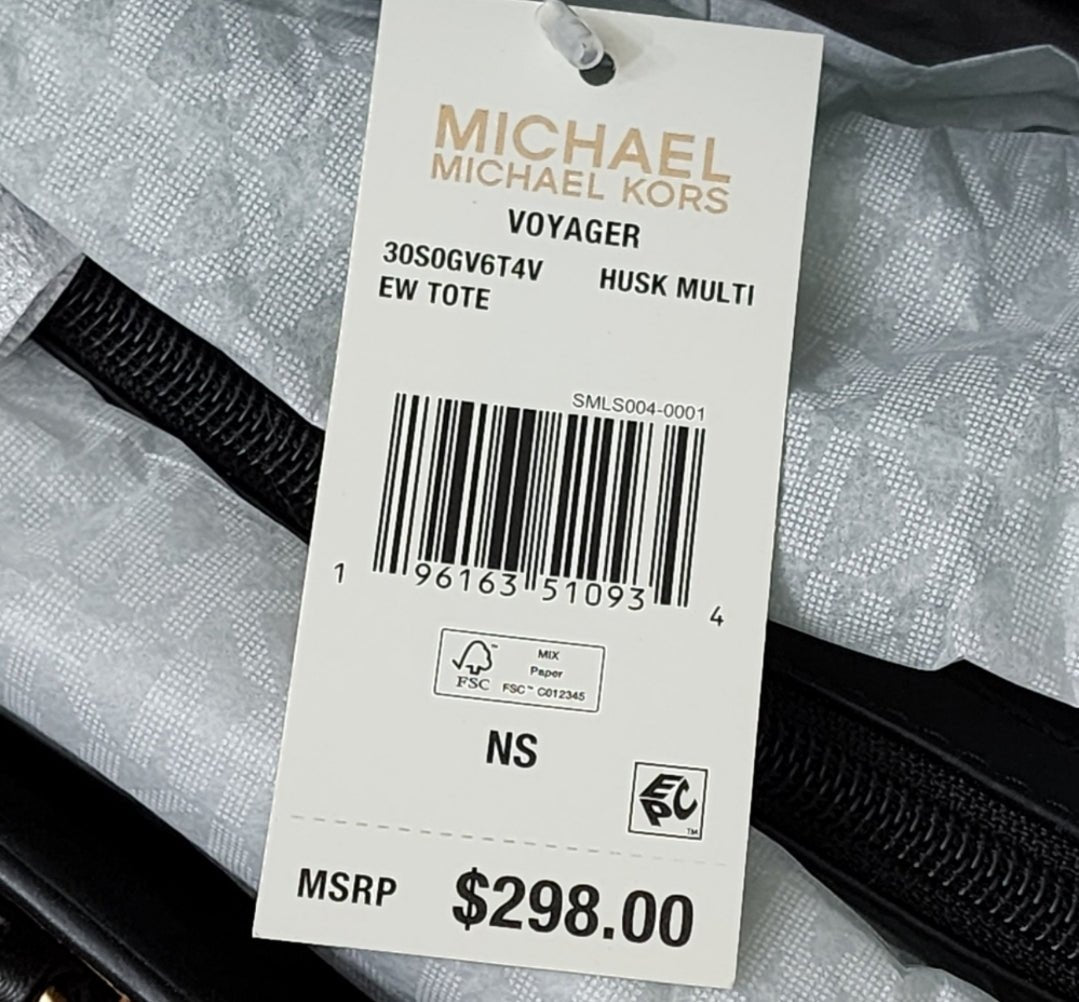 MICHAEL
MICHAEL KORS
VOYAGER
30S0GV6T4V HUSK MULTI
EW TOTE
SMLS004-0001
1 96163 51093 4
MIX
Paper
FSC FSC™ C012345
NS
EPC™
MSRP $298.00